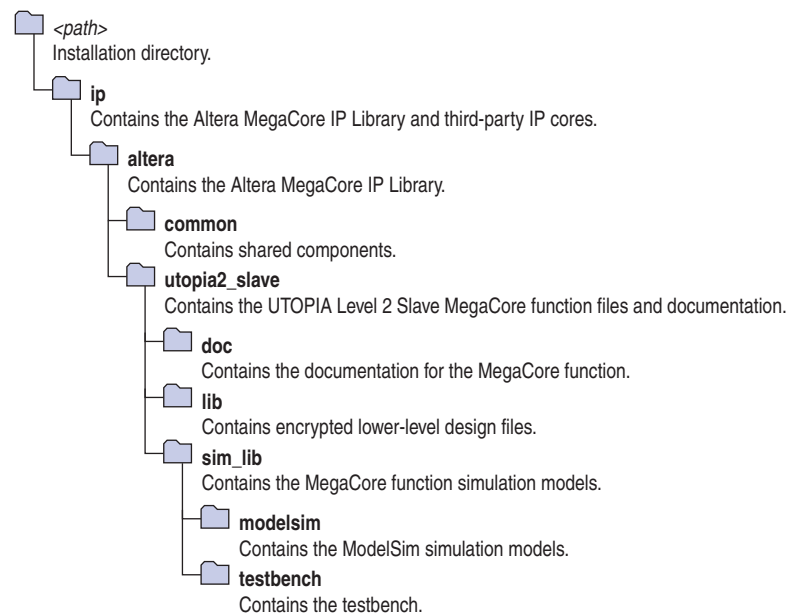 <path>
Installation directory.
ip
Contains the Altera MegaCore IP Library and third-party IP cores.
altera
Contains the Altera MegaCore IP Library.
common
Contains shared components.
utopia2_slave
Contains the UTOPIA Level 2 Slave MegaCore function files and documentation.
doc
Contains the documentation for the MegaCore function.
lib
Contains encrypted lower-level design files.
sim_lib
Contains the MegaCore function simulation models.
modelsim
Contains the ModelSim simulation models.
testbench
Contains the testbench.